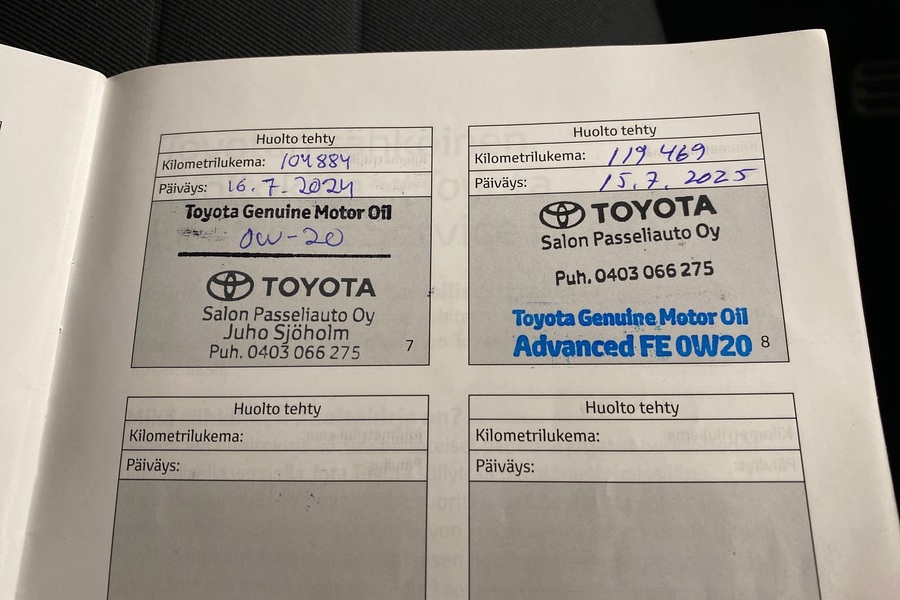 Huolto tehty
Kilometrilukema: 104884
Päiväys: 16.7.2024
Toyota Genuine Motor Oil
0W-20
TOYOTA
Salon Passeliauto Oy
Juho Sjöholm
Puh. 0403 066 275
7
Huolto tehty
Kilometrilukema: 119 469
Päiväys: 15.7.2025
TOYOTA
Salon Passeliauto Oy
Puh. 0403 066 275
Toyota Genuine Motor Oil
Advanced FE 0W20
8
Huolto tehty
Kilometrilukema:
Päiväys:
Huolto tehty
Kilometrilukema:
Päiväys: